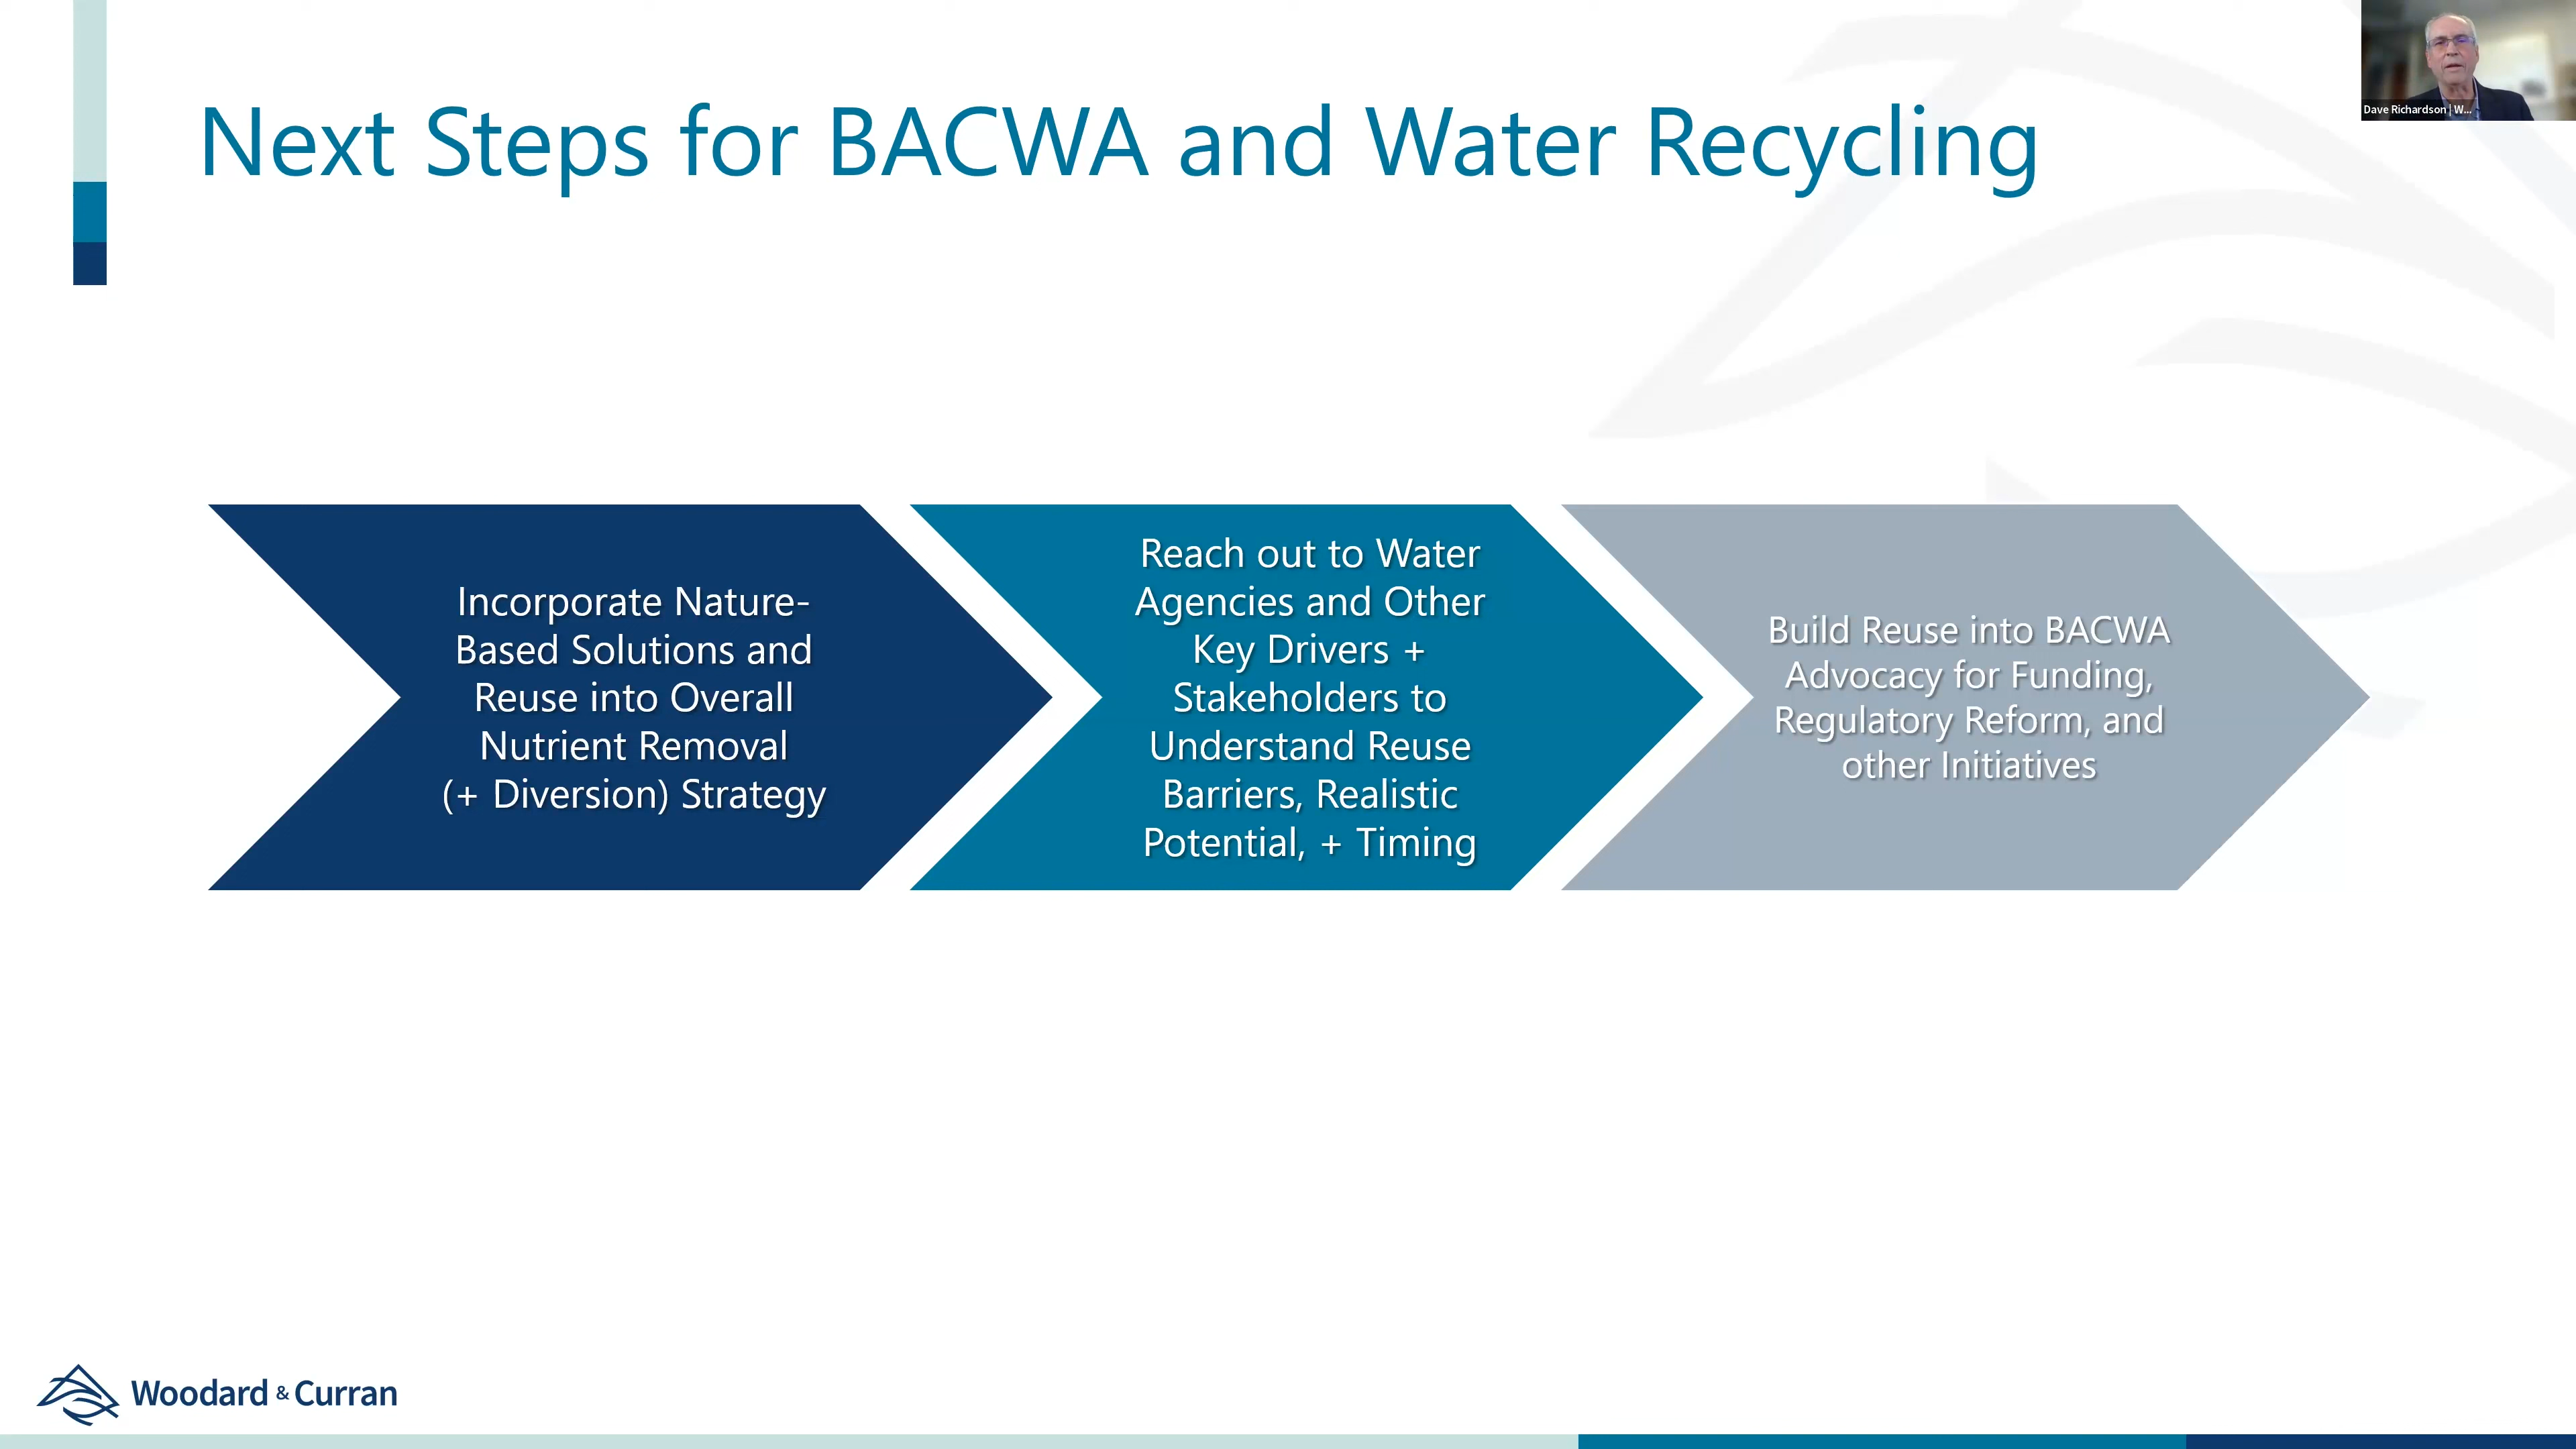 Next Steps for BACWA and Water Recycling
Dave Richardson | W...
Incorporate Nature-
Based Solutions and
Reuse into Overall
Nutrient Removal
(+ Diversion) Strategy
Reach out to Water
Agencies and Other
Key Drivers +
Stakeholders to
Understand Reuse
Barriers, Realistic
Potential, + Timing
Build Reuse into BACWA
Advocacy for Funding,
Regulatory Reform, and
other Initiatives
Woodard & Curran